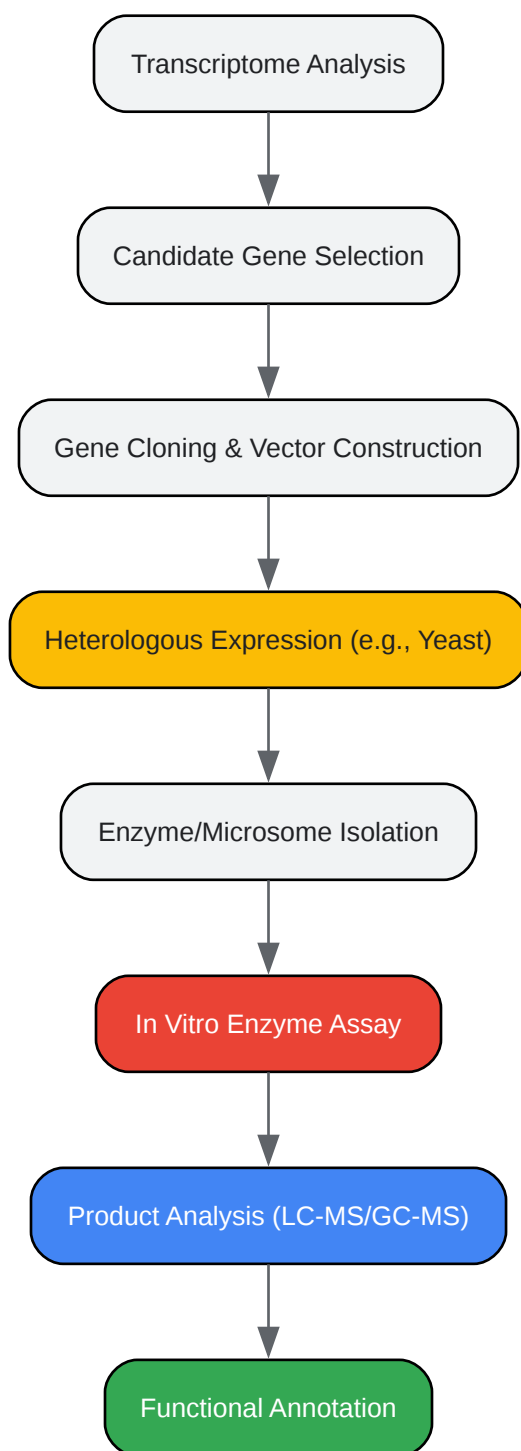 Transcriptome Analysis
Candidate Gene Selection
Gene Cloning & Vector Construction
Heterologous Expression (e.g., Yeast)
Enzyme/Microsome Isolation
In Vitro Enzyme Assay
Product Analysis (LC-MS/GC-MS)
Functional Annotation